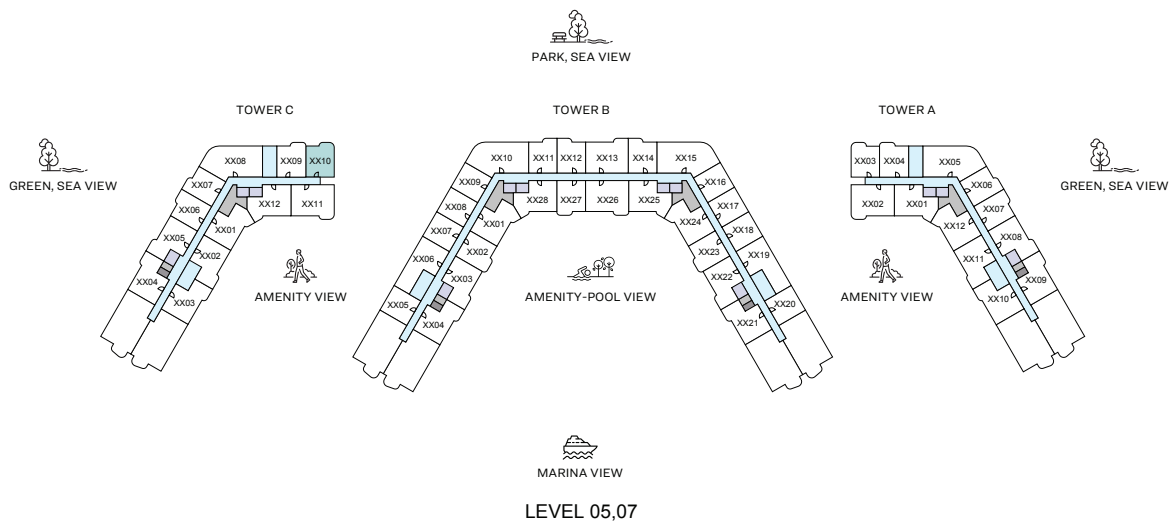 PARK, SEA VIEW
TOWER C
TOWER B
TOWER A
GREEN, SEA VIEW
GREEN, SEA VIEW
XX08
XX09
XX10
XX07
XX06
XX05
XX04
XX12
XX11
XX01
XX02
XX03
XX10
XX11
XX12
XX13
XX14
XX15
XX09
XX08
XX07
XX06
XX05
XX28
XX27
XX26
XX25
XX01
XX02
XX03
XX04
XX16
XX17
XX18
XX19
XX20
XX24
XX23
XX22
XX21
XX03
XX04
XX05
XX06
XX07
XX08
XX09
XX02
XX01
XX12
XX11
XX10
AMENITY VIEW
AMENITY-POOL VIEW
AMENITY VIEW
MARINA VIEW
LEVEL 05,07